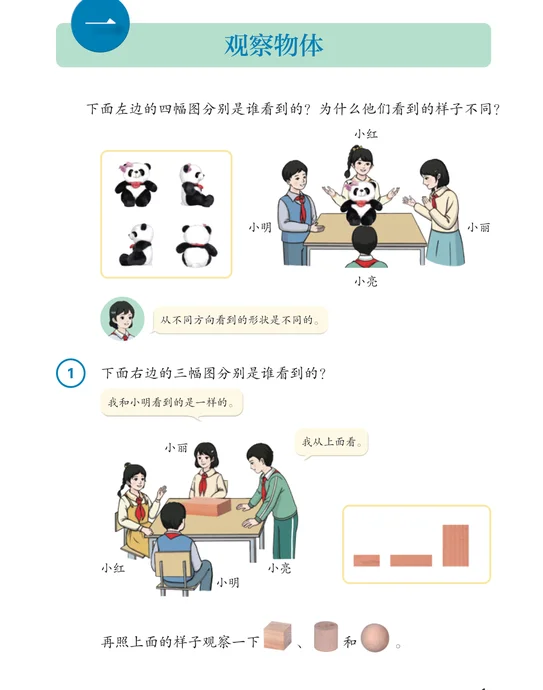 一
观察物体
下面左边的四幅图分别是谁看到的？为什么他们看到的样子不同？
小红
小明
小丽
小亮
从不同方向看到的形状是不同的。
1
下面右边的三幅图分别是谁看到的？
我和小明看到的是一样的。
小丽
我从上面看。
小红
小明
小亮
再照上面的样子观察一下、和。